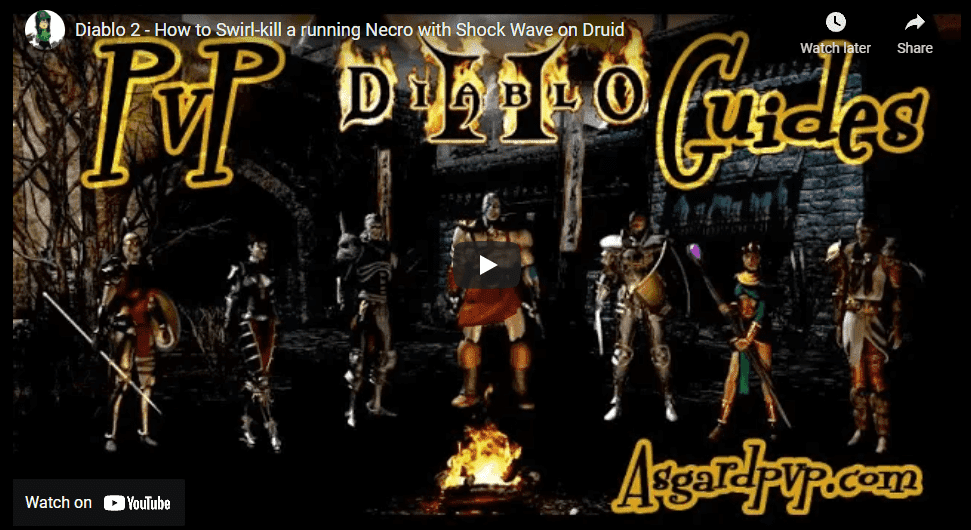 Diablo 2 - How to Swirl-kill a running Necro with Shock Wave on Druid
Watch later
Share
PvP
DIABLO
II
Guides
Asgardpvp.com
Watch on YouTube